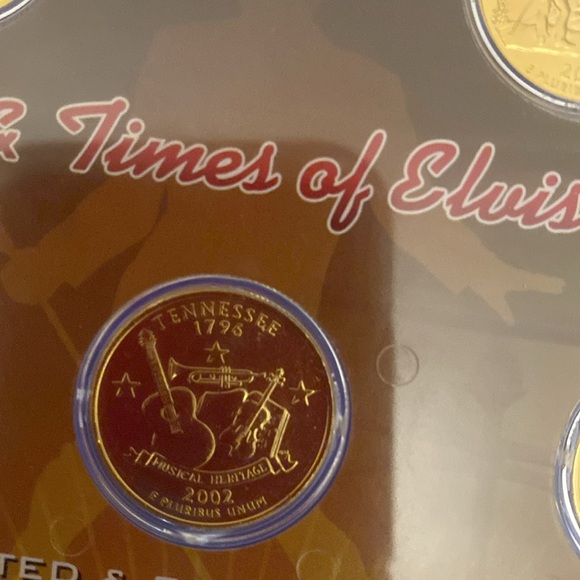 & Times of Elvis
TENNESSEE
1796
MUSICAL HERITAGE
2002
E PLURIBUS UNUM